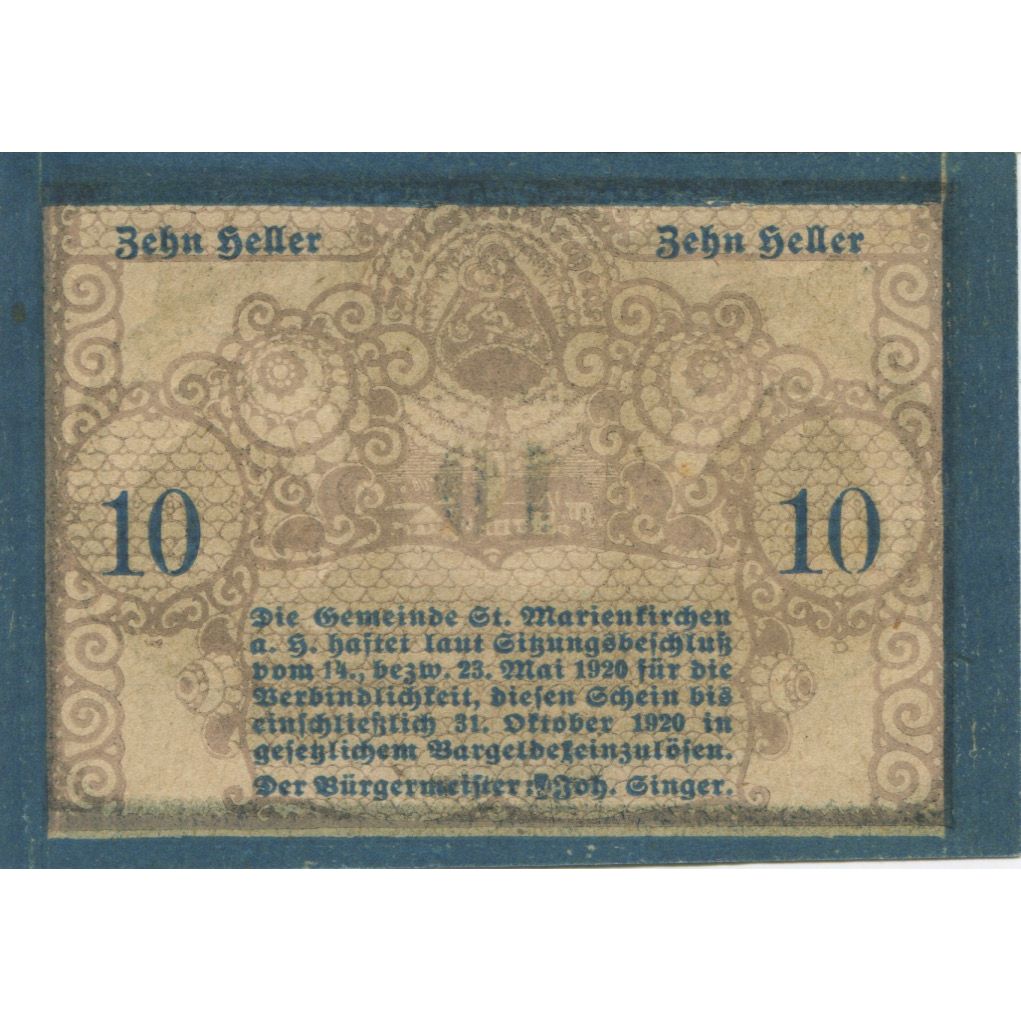 Zehn Heller
Zehn Heller
10
10
Die Gemeinde St. Marienkirchen
a. H. haftet laut Sitzungsbeschluß
vom 14., bezw. 23. Mai 1920 für die
Verbindlichkeit, diesen Schein bis
einschließlich 31. Oktober 1920 in
gesetzlichem Bargelde einzulösen.
Der Bürgermeister: Joh. Singer.